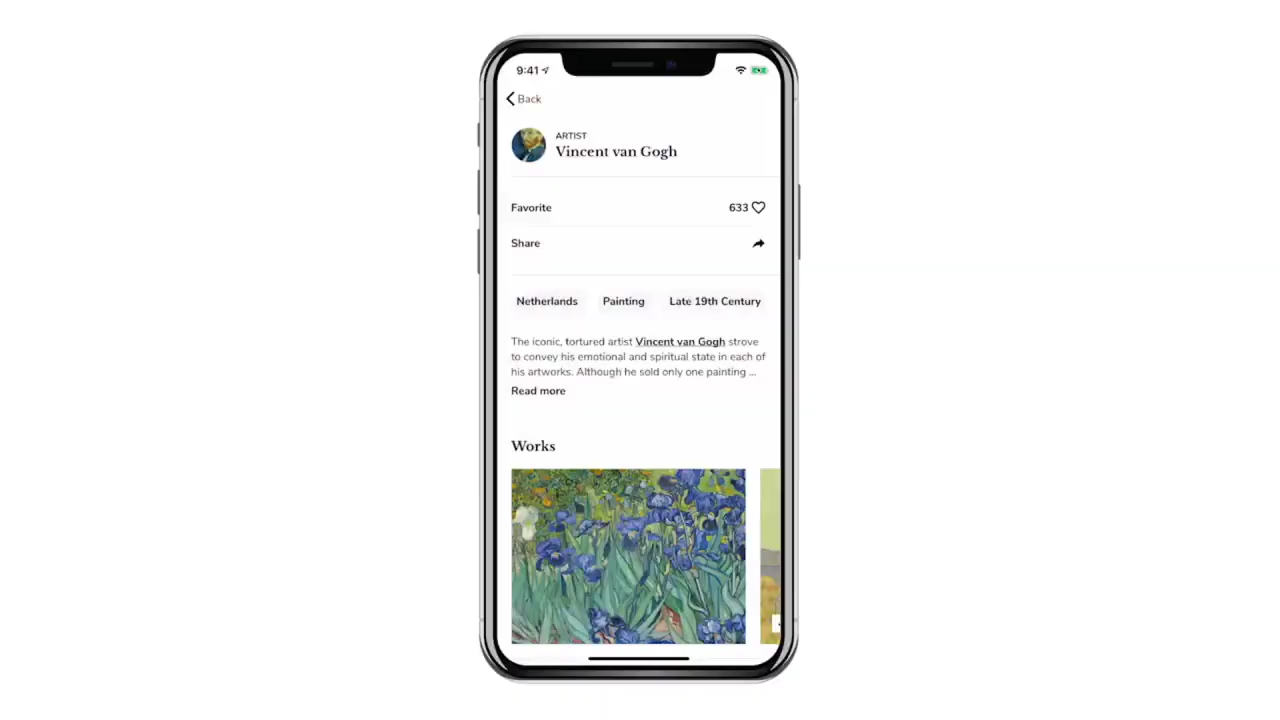 9:41
Back
ARTIST
Vincent van Gogh
Favorite 633
Share
Netherlands Painting Late 19th Century
The iconic, tortured artist Vincent van Gogh strove
to convey his emotional and spiritual state in each of
his artworks. Although he sold only one painting ...
Read more
Works